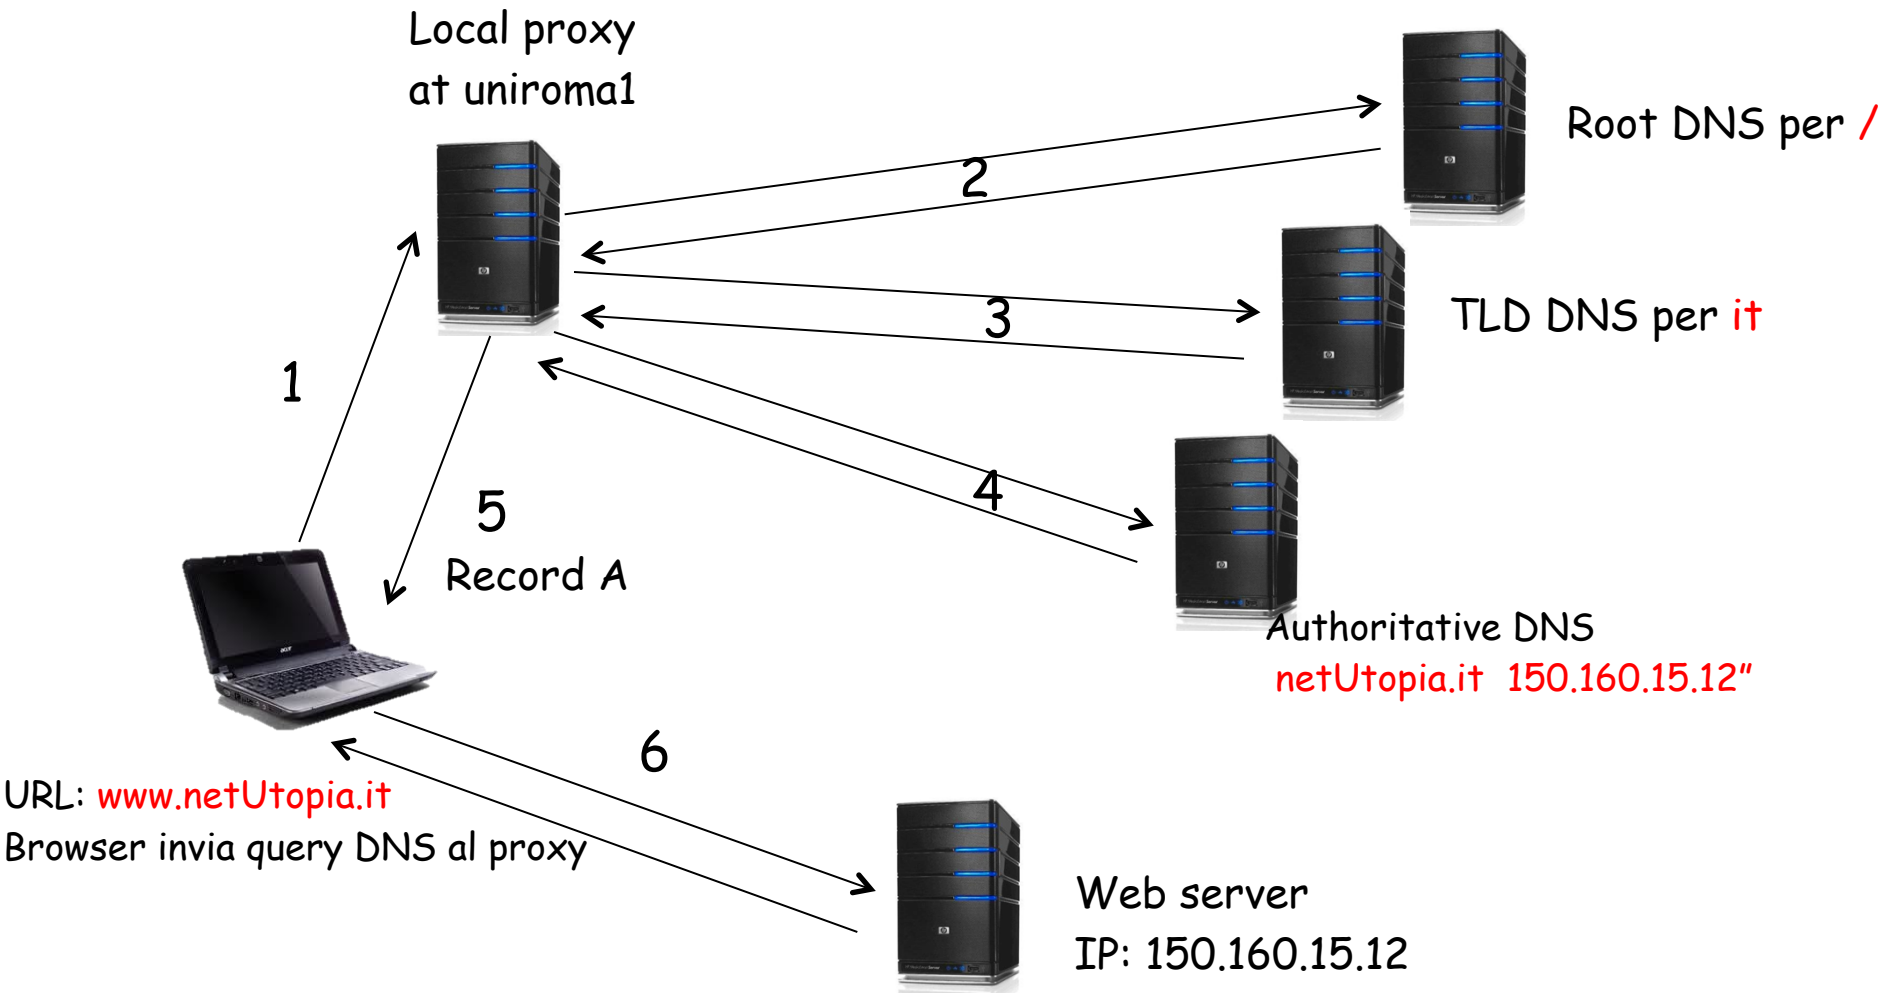 Local proxy
at uniroma1
Root DNS per /
2
TLD DNS per it
3
1
4
5
Record A
Authoritative DNS
netUtopia.it 150.160.15.12"
6
URL: www.netUtopia.it
Browser invia query DNS al proxy
Web server
IP: 150.160.15.12